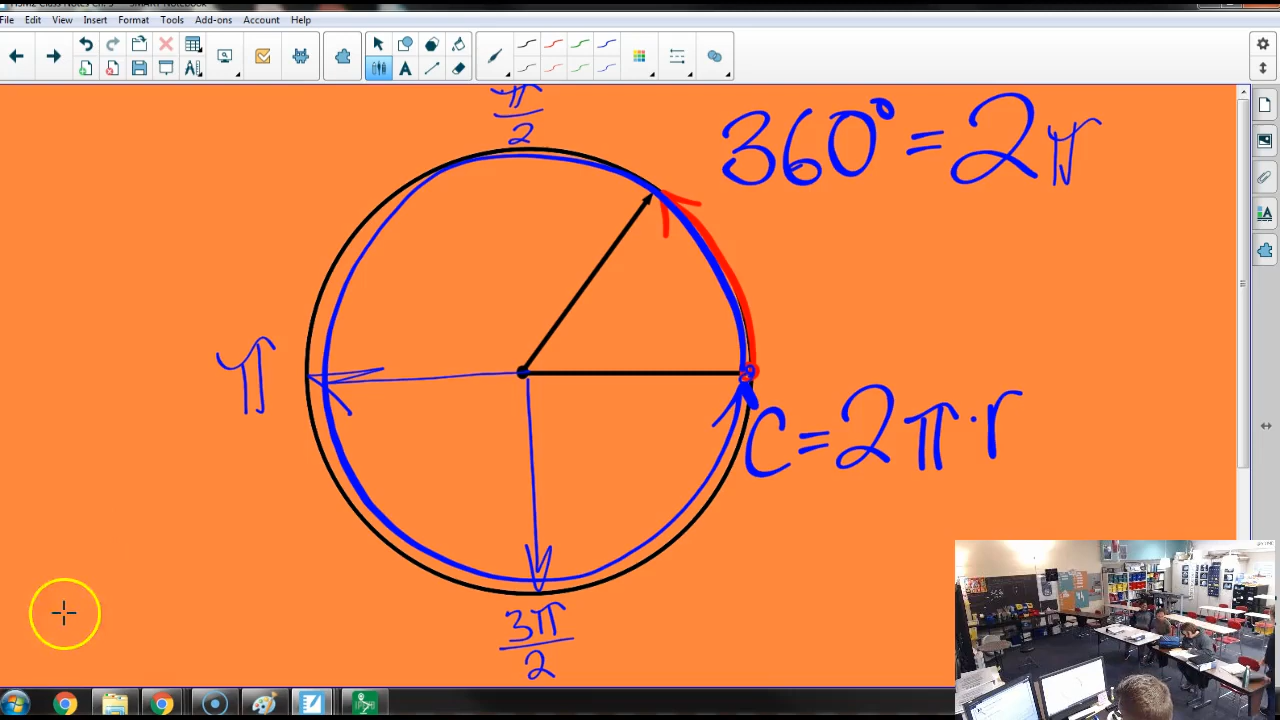 File Edit View Insert Format Tools Add-ons Account Help
π/2
360° = 2π
π
C = 2π·r
3π/2